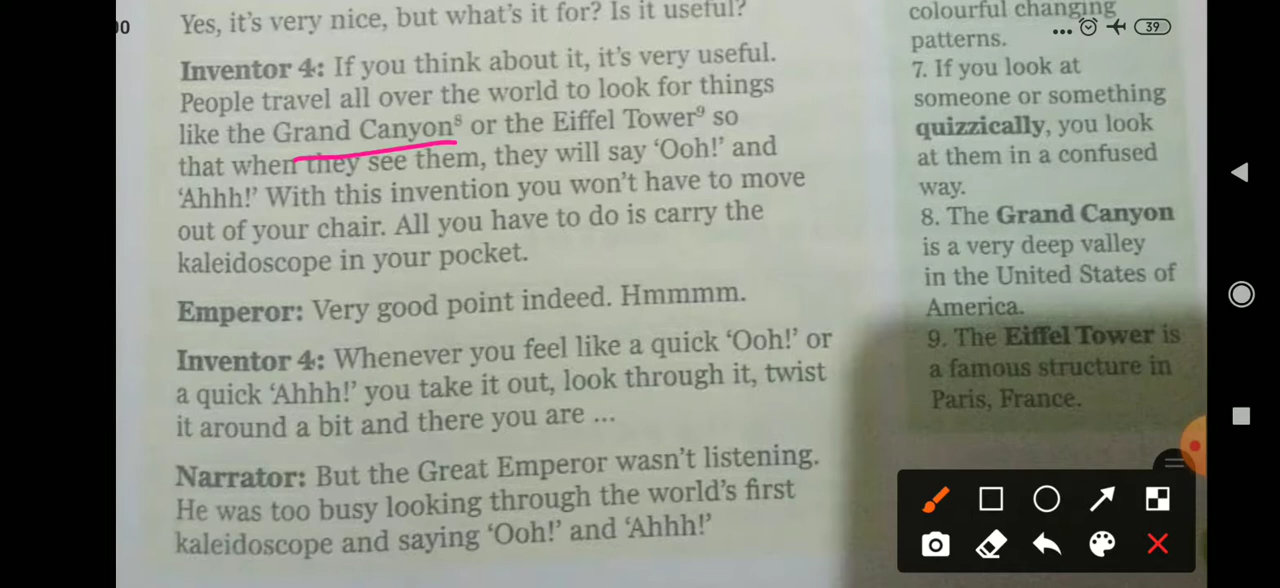 00
39
Yes, it's very nice, but what's it for? Is it useful?
Inventor 4: If you think about it, it's very useful.
People travel all over the world to look for things
like the Grand Canyon⁸ or the Eiffel Tower⁹ so
that when they see them, they will say 'Ooh!' and
'Ahhh!' With this invention you won't have to move
out of your chair. All you have to do is carry the
kaleidoscope in your pocket.
Emperor: Very good point indeed. Hmmmm.
Inventor 4: Whenever you feel like a quick 'Ooh!' or
a quick 'Ahhh!' you take it out, look through it, twist
it around a bit and there you are ...
Narrator: But the Great Emperor wasn't listening.
He was too busy looking through the world's first
kaleidoscope and saying 'Ooh!' and 'Ahhh!'
colourful changing
patterns.
7. If you look at
someone or something
quizzically, you look
at them in a confused
way.
8. The Grand Canyon
is a very deep valley
in the United States of
America.
9. The Eiffel Tower is
a famous structure in
Paris, France.